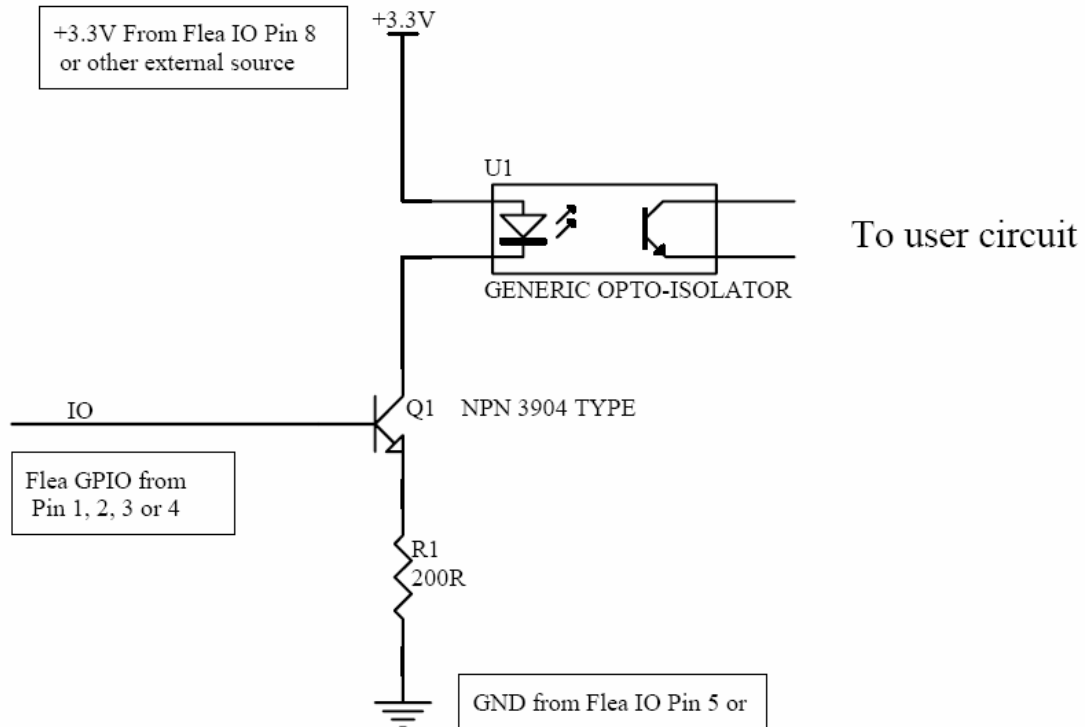 +3.3V From Flea IO Pin 8
or other external source
+3.3V
U1
To user circuit
GENERIC OPTO-ISOLATOR
IO
Q1 NPN 3904 TYPE
Flea GPIO from
Pin 1, 2, 3 or 4
R1
200R
GND from Flea IO Pin 5 or